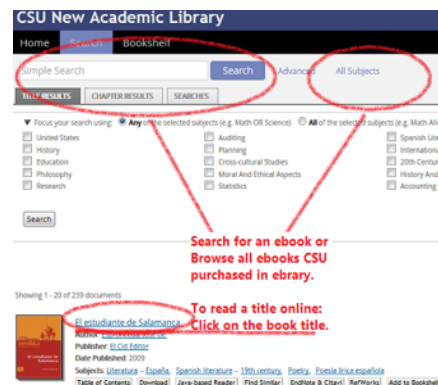 CSU New Academic Library
Home Search Bookshelf
Simple Search Search Advanced All Subjects
TITLE RESULTS CHAPTER RESULTS SEARCHES
Focus your search using: Any of the selected subjects (e.g. Math OR Science) All of the selected subjects (e.g. Math AN
United States Auditing Spanish Lite
History Planning Internationa
Education Cross-cultural Studies 20th Century
Philosophy Moral And Ethical Aspects History And
Research Statistics Accounting
Search
Search for an ebook or
Browse all ebooks CSU
purchased in ebrary.
Showing 1 - 20 of 239 documents
To read a title online:
Click on the book title.
El estudiante de Salamanca
Author:
Publisher: El Cid Editor
Date Published: 2009
Subjects: Literatura -- España, Spanish literature -- 19th century, Poetry, Poesía lírica española
Table of Contents Download Java-based Reader Find Similar EndNote & Citavi RefWorks Add to Bookshe